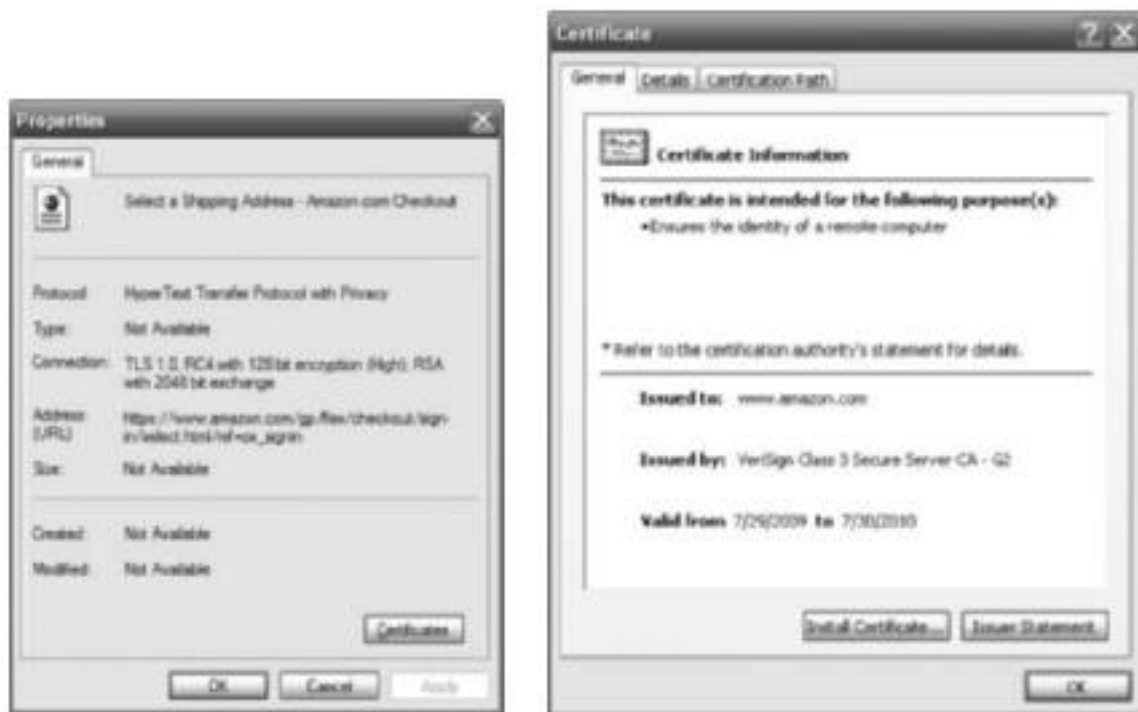 Properties
General
Select a Shipping Address - Amazon.com Checkout
Protocol: HyperText Transfer Protocol with Privacy
Type: Not Available
Connection: TLS 1.0, RC4 with 128 bit encryption (High); RSA
with 2048 bit exchange
Address: https://www.amazon.com/gp/flex/checkout/sign-
(URL) in/select.html/ref=ox_signin
Size: Not Available
Created: Not Available
Modified: Not Available
Certificates
OK Cancel Apply
Certificate
General Details Certification Path
Certificate Information
This certificate is intended for the following purpose(s):
•Ensures the identity of a remote computer
* Refer to the certification authority's statement for details.
Issued to: www.amazon.com
Issued by: VeriSign Class 3 Secure Server CA - G2
Valid from 7/29/2009 to 7/30/2010
Install Certificate... Issuer Statement
OK